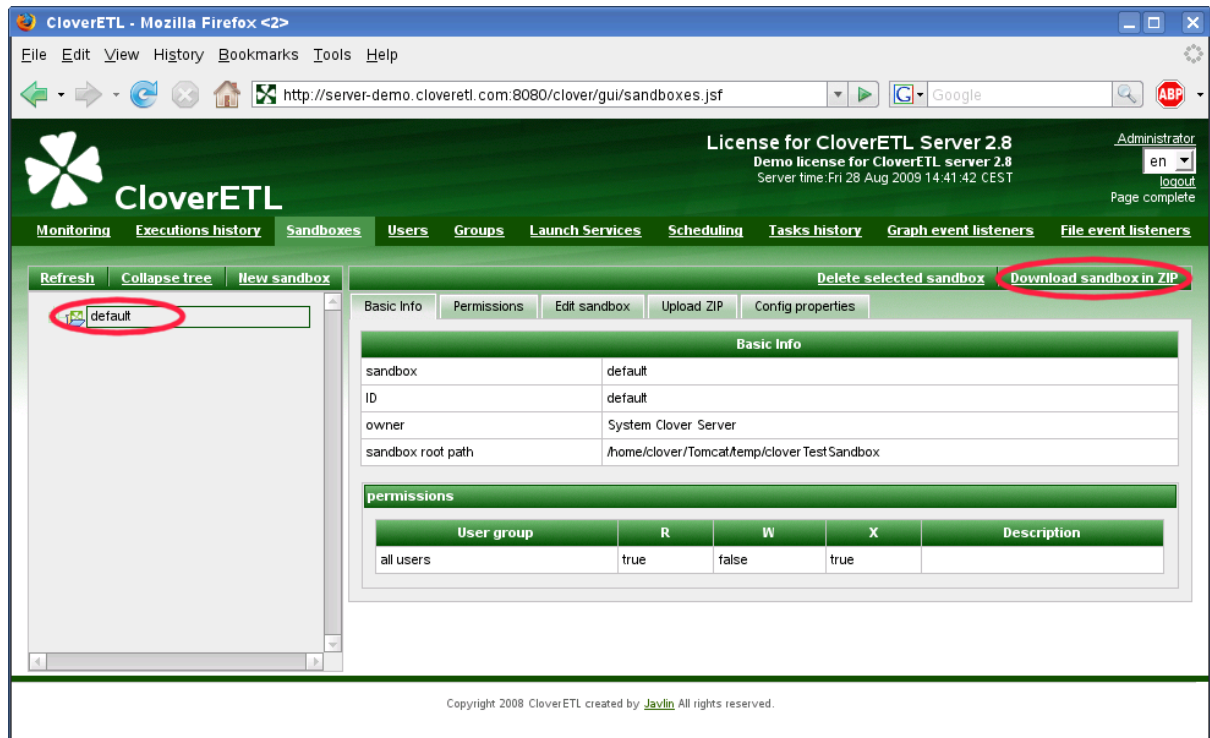 CloverETL - Mozilla Firefox <2>
File Edit View History Bookmarks Tools Help
http://server-demo.cloveretl.com:8080/clover/gui/sandboxes.jsf G Google ABP
License for CloverETL Server 2.8 Administrator
Demo license for CloverETL server 2.8 en
Server time:Fri 28 Aug 2009 14:41:42 CEST logout
CloverETL Page complete
Monitoring Executions history Sandboxes Users Groups Launch Services Scheduling Tasks history Graph event listeners File event listeners
Refresh Collapse tree New sandbox Delete selected sandbox Download sandbox in ZIP
default Basic Info Permissions Edit sandbox Upload ZIP Config properties
Basic Info
sandbox default
ID default
owner System Clover Server
sandbox root path /home/clover/Tomcat/temp/cloverTestSandbox
permissions
User group R W X Description
all users true false true
Copyright 2008 CloverETL created by Javlin All rights reserved.